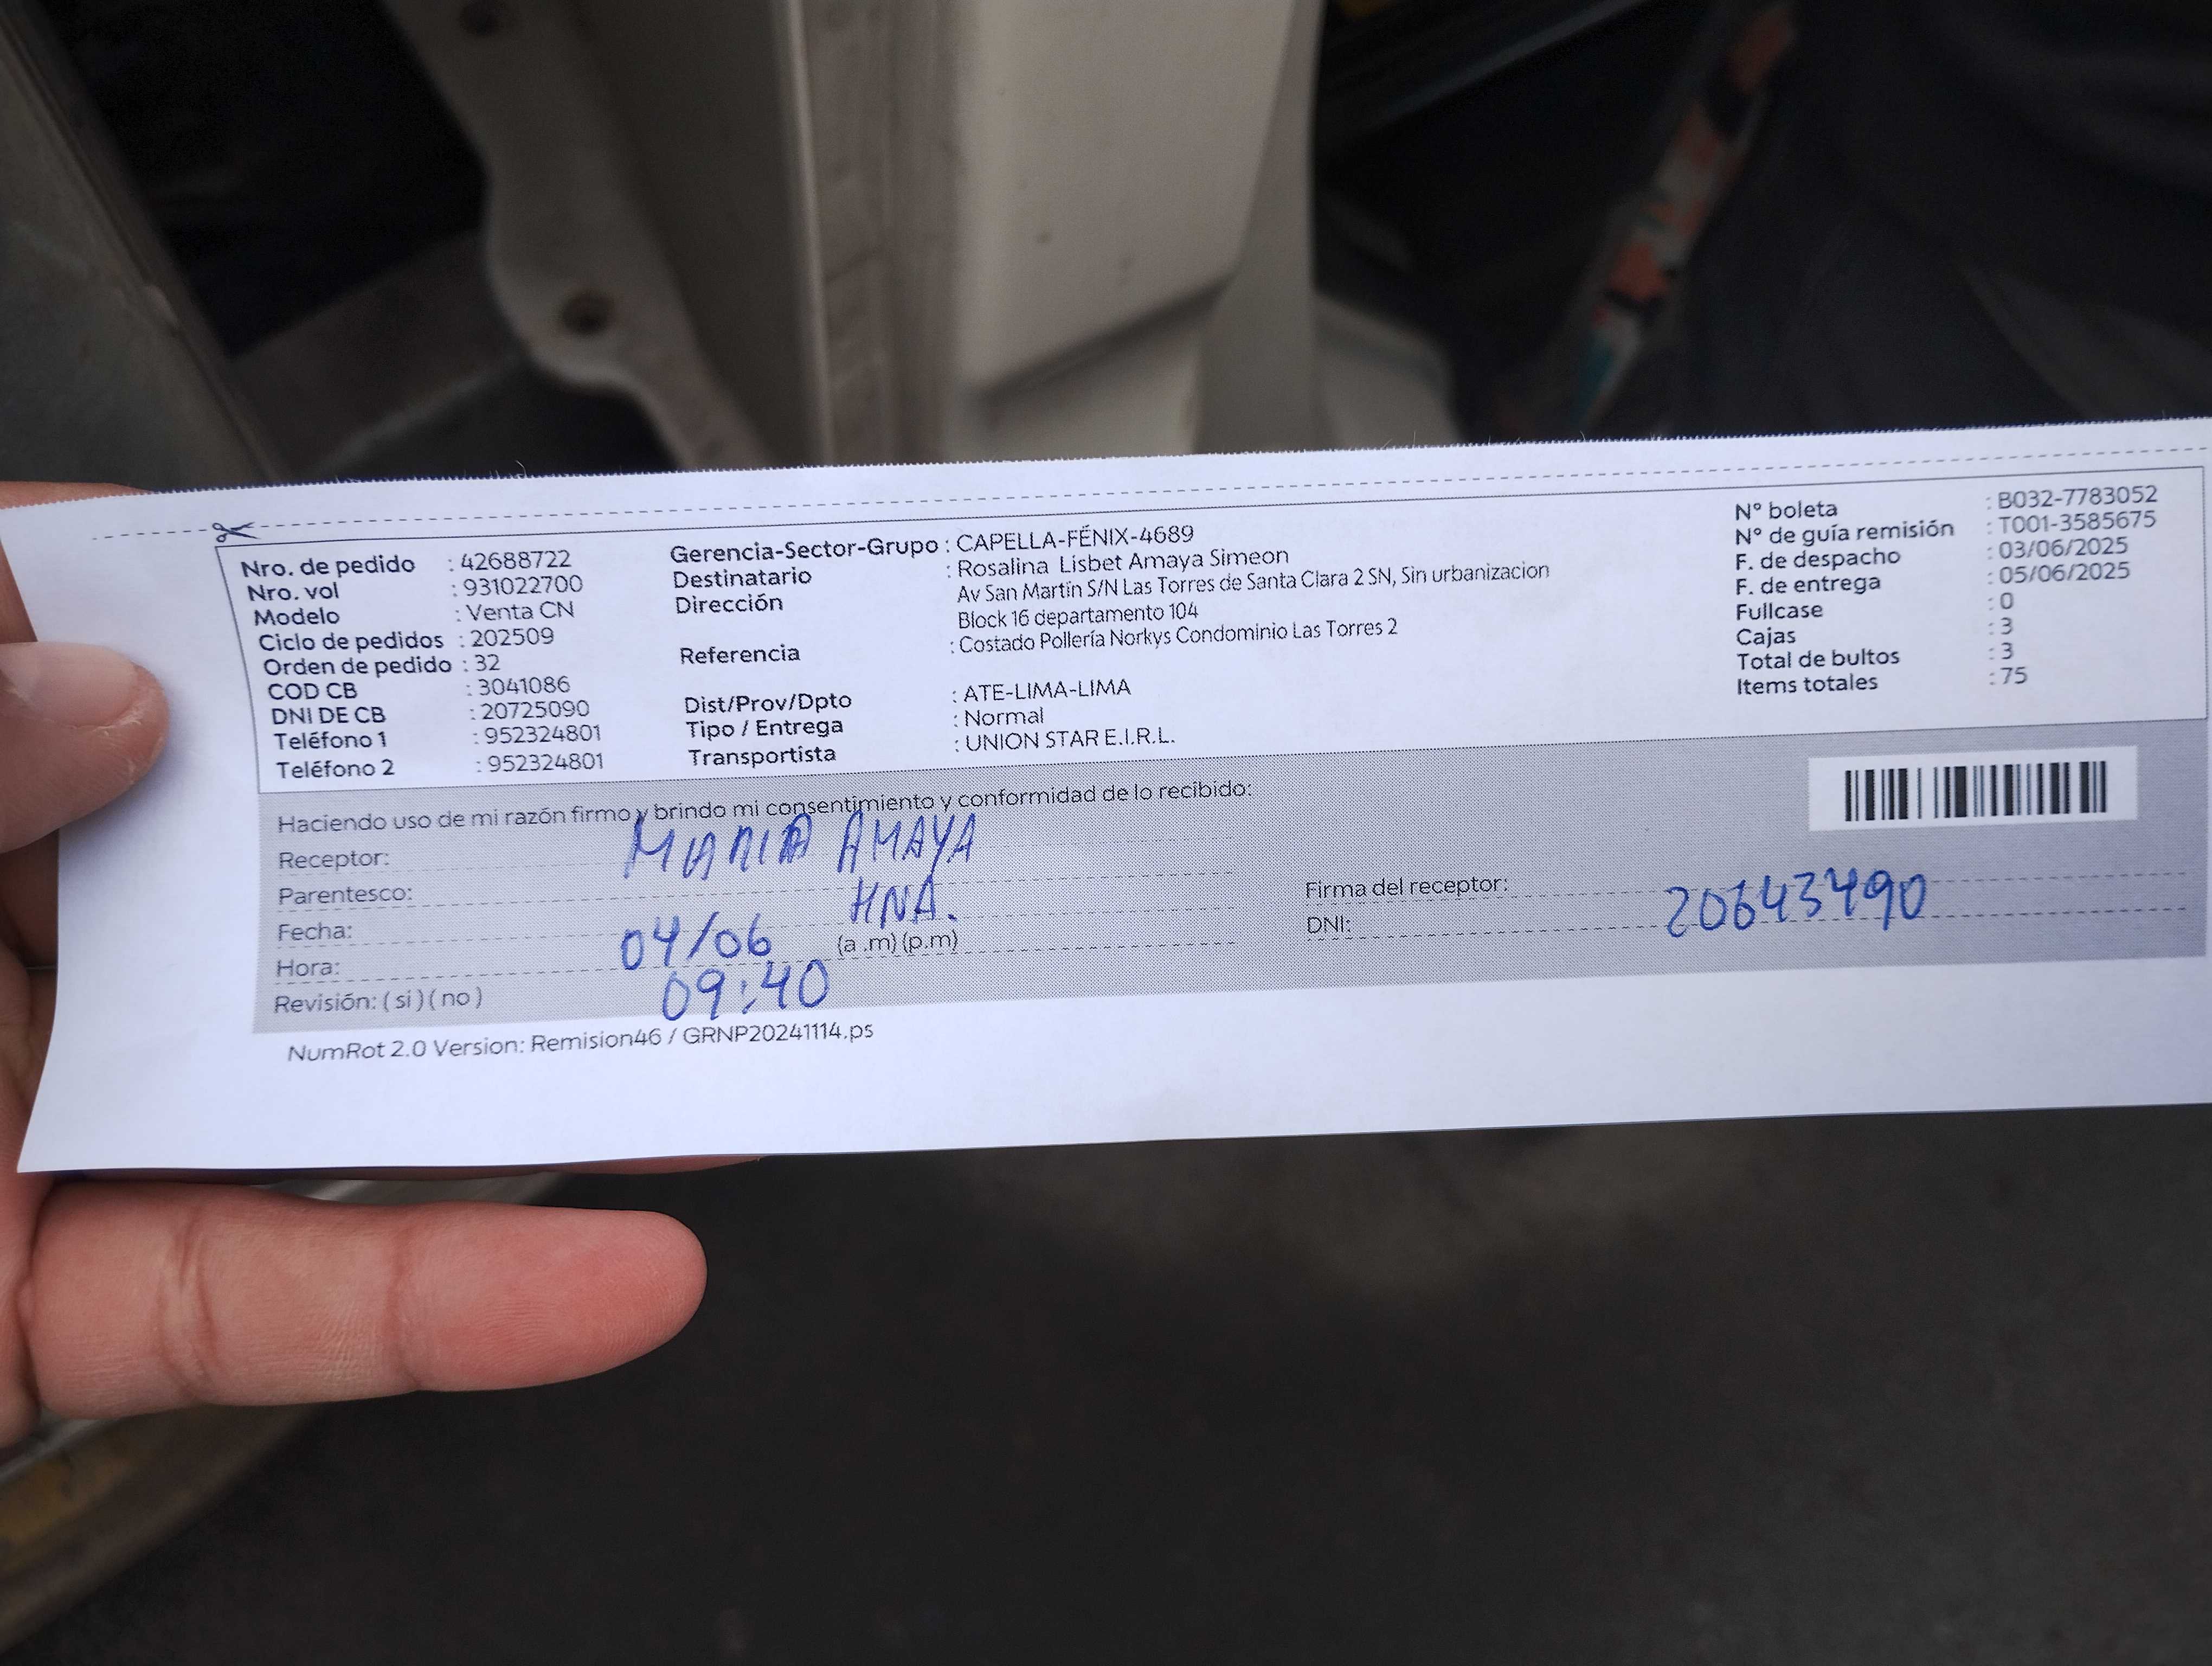 Nro. de pedido : 42688722
Nro. vol : 931022700
Modelo : Venta CN
Ciclo de pedidos : 202509
Orden de pedido : 32
COD CB : 3041086
DNI DE CB : 20725090
Teléfono 1 : 952324801
Teléfono 2 : 952324801
Gerencia-Sector-Grupo : CAPELLA-FÉNIX-4689
Destinatario : Rosalina Lisbet Amaya Simeon
Dirección Av San Martín S/N Las Torres de Santa Clara 2 SN, Sin urbanizacion
Block 16 departamento 104
Referencia : Costado Pollería Norkys Condominio Las Torres 2
Dist/Prov/Dpto : ATE-LIMA-LIMA
Tipo / Entrega : Normal
Transportista : UNION STAR E.I.R.L.
N° boleta : B032-7783052
N° de guía remisión : T001-3585675
F. de despacho : 03/06/2025
F. de entrega : 05/06/2025
Fullcase : 0
Cajas : 3
Total de bultos : 3
Items totales : 75
Haciendo uso de mi razón firmo y brindo mi consentimiento y conformidad de lo recibido:
Receptor: MARIA AMAYA
Parentesco: HNA.
Fecha: 04/06
Hora: 09:40 (a .m) (p.m)
Revisión: ( si ) ( no )
Firma del receptor:
DNI: 20643490
NumRot 2.0 Version: Remision46 / GRNP20241114.ps